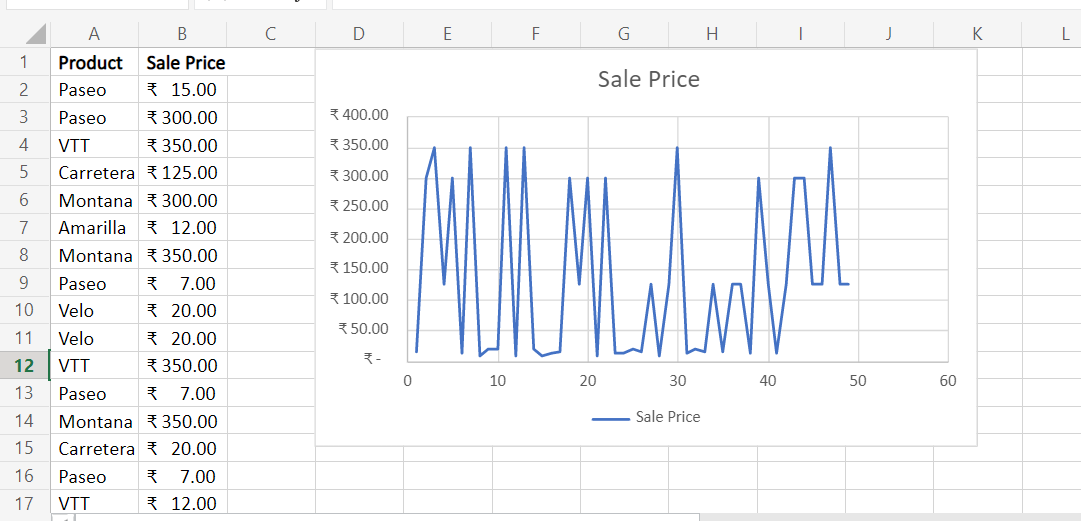 A B C D E F G H I J K L
1 Product Sale Price
2 Paseo ₹ 15.00
3 Paseo ₹ 300.00
4 VTT ₹ 350.00
5 Carretera ₹ 125.00
6 Montana ₹ 300.00
7 Amarilla ₹ 12.00
8 Montana ₹ 350.00
9 Paseo ₹ 7.00
10 Velo ₹ 20.00
11 Velo ₹ 20.00
12 VTT ₹ 350.00
13 Paseo ₹ 7.00
14 Montana ₹ 350.00
15 Carretera ₹ 20.00
16 Paseo ₹ 7.00
17 VTT ₹ 12.00
Sale Price
₹ 400.00
₹ 350.00
₹ 300.00
₹ 250.00
₹ 200.00
₹ 150.00
₹ 100.00
₹ 50.00
₹ -
0 10 20 30 40 50 60
Sale Price